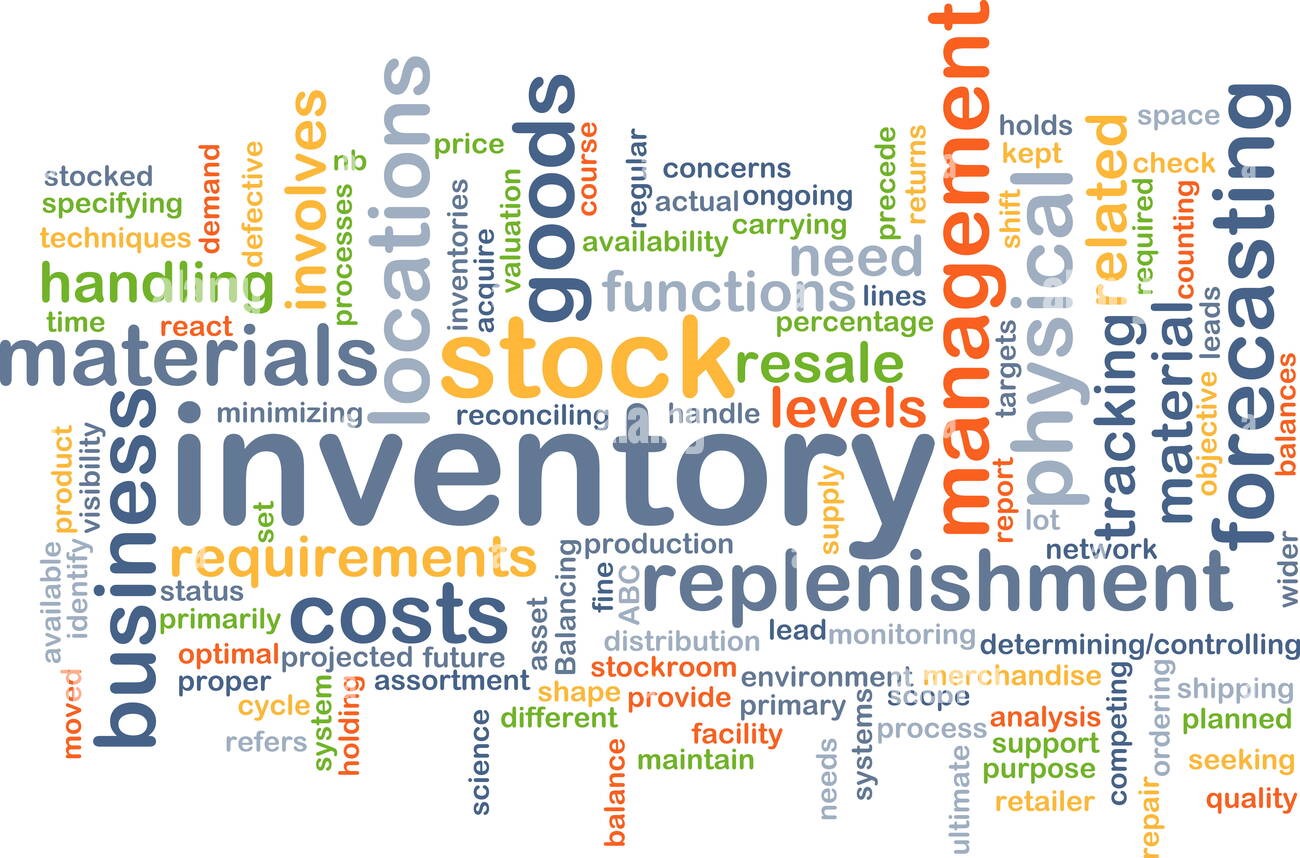 management
locations
goods
forecasting
space
involves
related
holds
regular
course
price
precede
returns
kept
check
nb
demand
defective
concerns
stocked
specifying
techniques
valuation
inventories
processes
actual
ongoing
physical
required
counting
shift
carrying
availability
acquire
need
handling
functions
lines
time
react
percentage
leads
material
tracking
targets
materials
stock
resale
balances
objective
business
minimizing
reconciling
handle
levels
inventory
product
visibility
report
supply
set
lot
network
wider
requirements
production
Balancing
fine
ABC
replenishment
available
identify
status
primarily
costs
asset
distribution
lead
monitoring
determining/controlling
optimal
projected
future
stockroom
environment
merchandise
competing
ordering
shipping
proper
assortment
shape
provide
primary
systems
scope
moved
system
holding
cycle
different
science
process
analysis
planned
refers
facility
support
balance
maintain
needs
ultimate
purpose
seeking
retailer
repair
quality
alamy